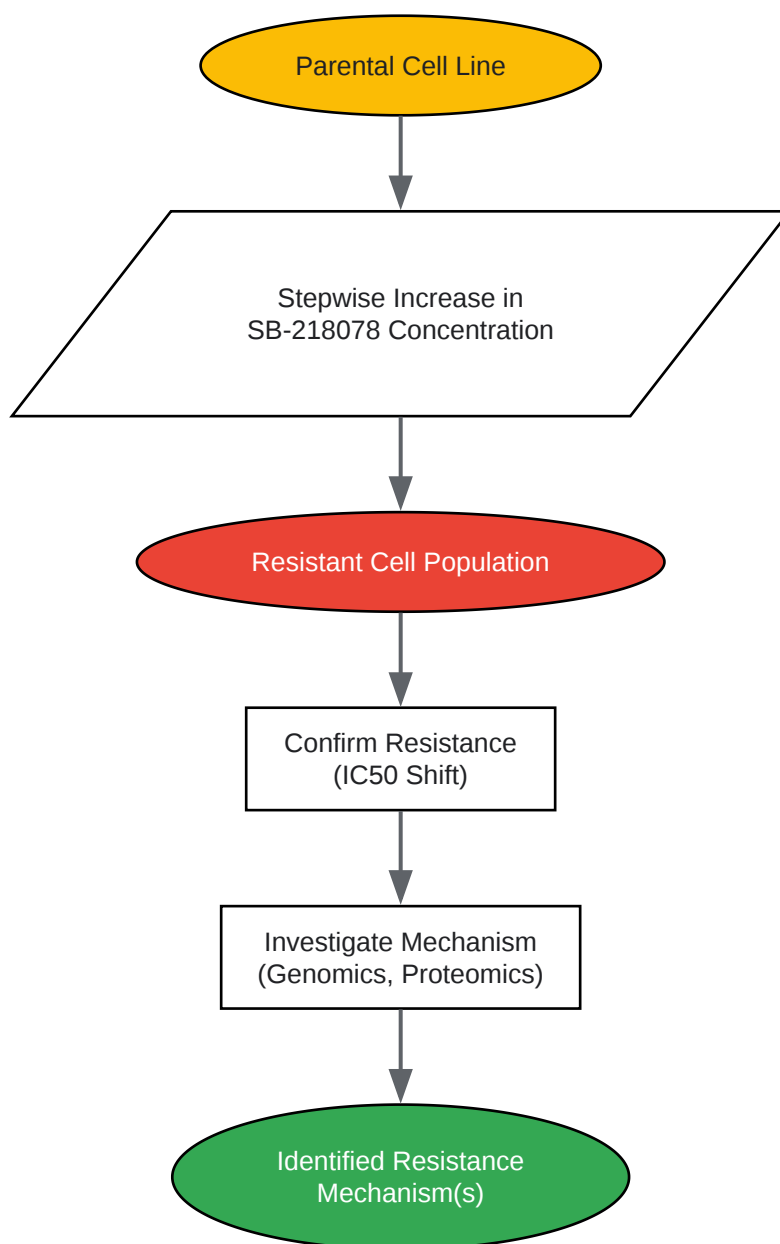 Parental Cell Line
Stepwise Increase in
SB-218078 Concentration
Resistant Cell Population
Confirm Resistance
(IC50 Shift)
Investigate Mechanism
(Genomics, Proteomics)
Identified Resistance
Mechanism(s)